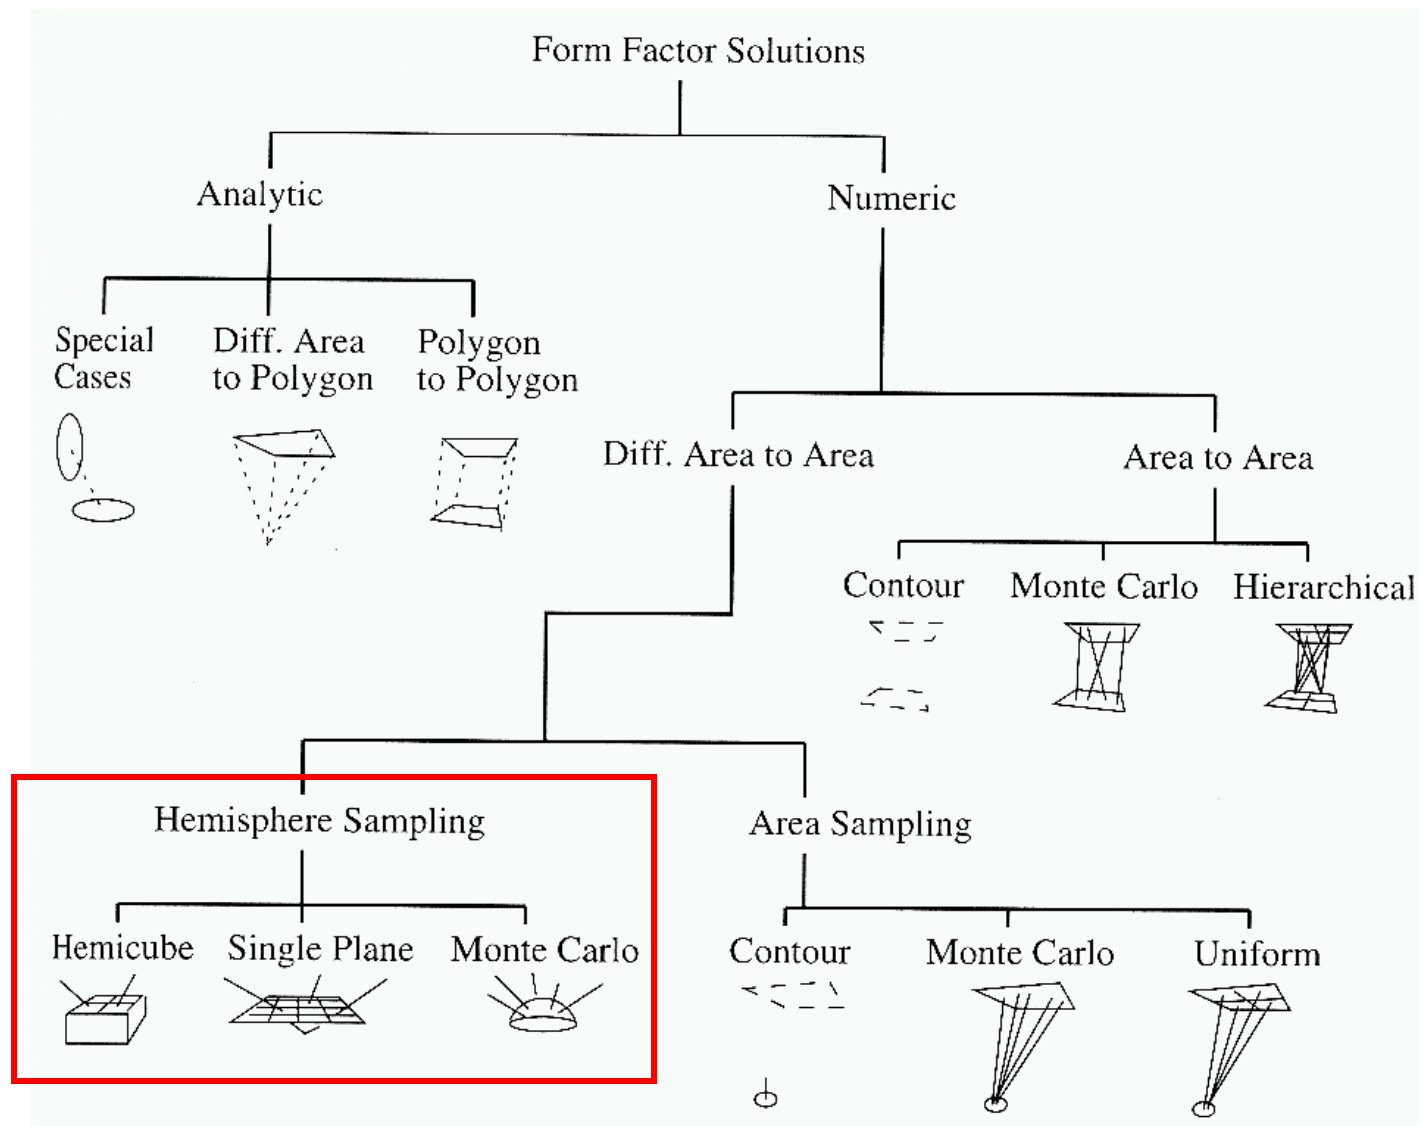 Form Factor Solutions
Analytic
Numeric
Special
Cases
Diff. Area
to Polygon
Polygon
to Polygon
Diff. Area to Area
Area to Area
Contour
Monte Carlo
Hierarchical
Hemisphere Sampling
Area Sampling
Hemicube
Single Plane
Monte Carlo
Contour
Monte Carlo
Uniform